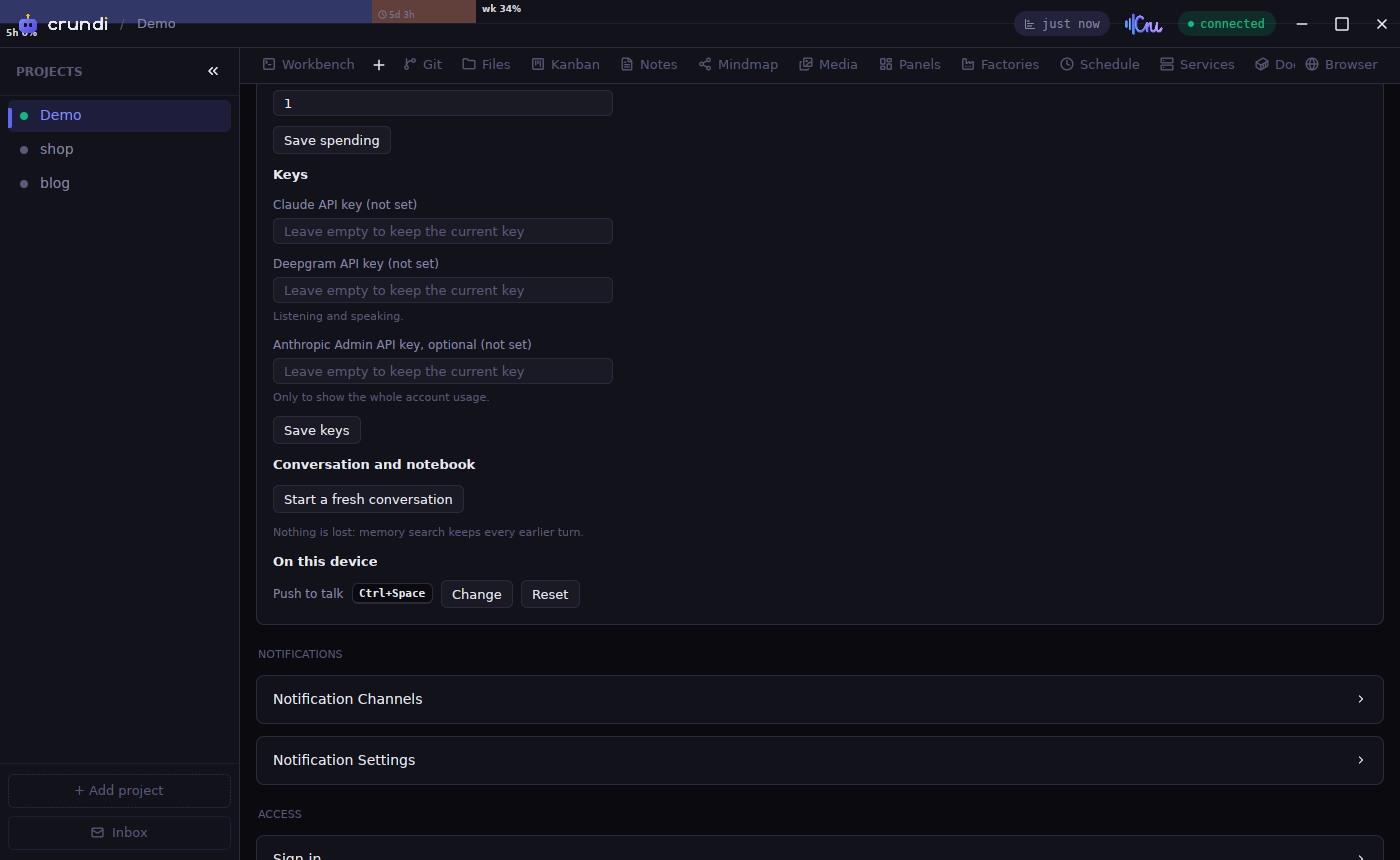 5d 3h
wk 34%
crundi / Demo
just now
Cru
connected
PROJECTS
Workbench
Git
Files
Kanban
Notes
Mindmap
Media
Panels
Factories
Schedule
Services
Browser
Demo
shop
blog
1
Save spending
Keys
Claude API key (not set)
Leave empty to keep the current key
Deepgram API key (not set)
Leave empty to keep the current key
Listening and speaking.
Anthropic Admin API key, optional (not set)
Leave empty to keep the current key
Only to show the whole account usage.
Save keys
Conversation and notebook
Start a fresh conversation
Nothing is lost: memory search keeps every earlier turn.
On this device
Push to talk Ctrl+Space Change Reset
NOTIFICATIONS
Notification Channels
Notification Settings
ACCESS
Sign in
+ Add project
Inbox